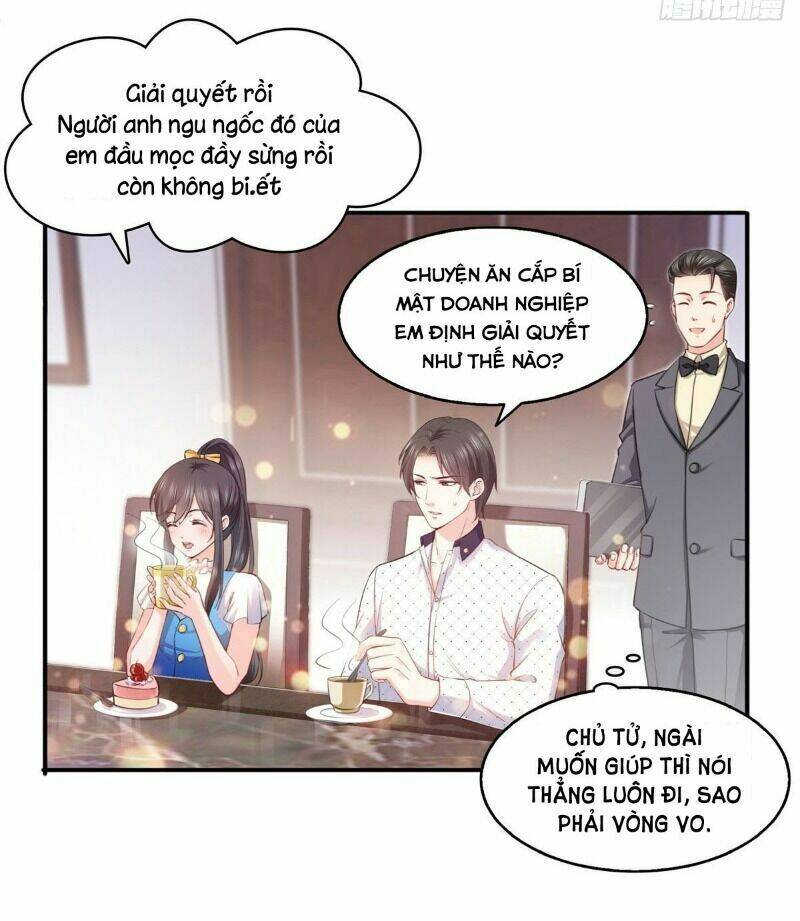 Giải quyết rồi
Người anh ngu ngốc đó của
em đầu mọc đầy sừng rồi
còn không bi.ết
CHUYỆN ĂN CẮP BÍ
MẬT DOANH NGHIỆP
EM ĐỊNH GIẢI QUYẾT
NHƯ THẾ NÀO?
CHỦ TỬ, NGÀI
MUỐN GIÚP THÌ NÓI
THẲNG LUÔN ĐI, SAO
PHẢI VÒNG VO.